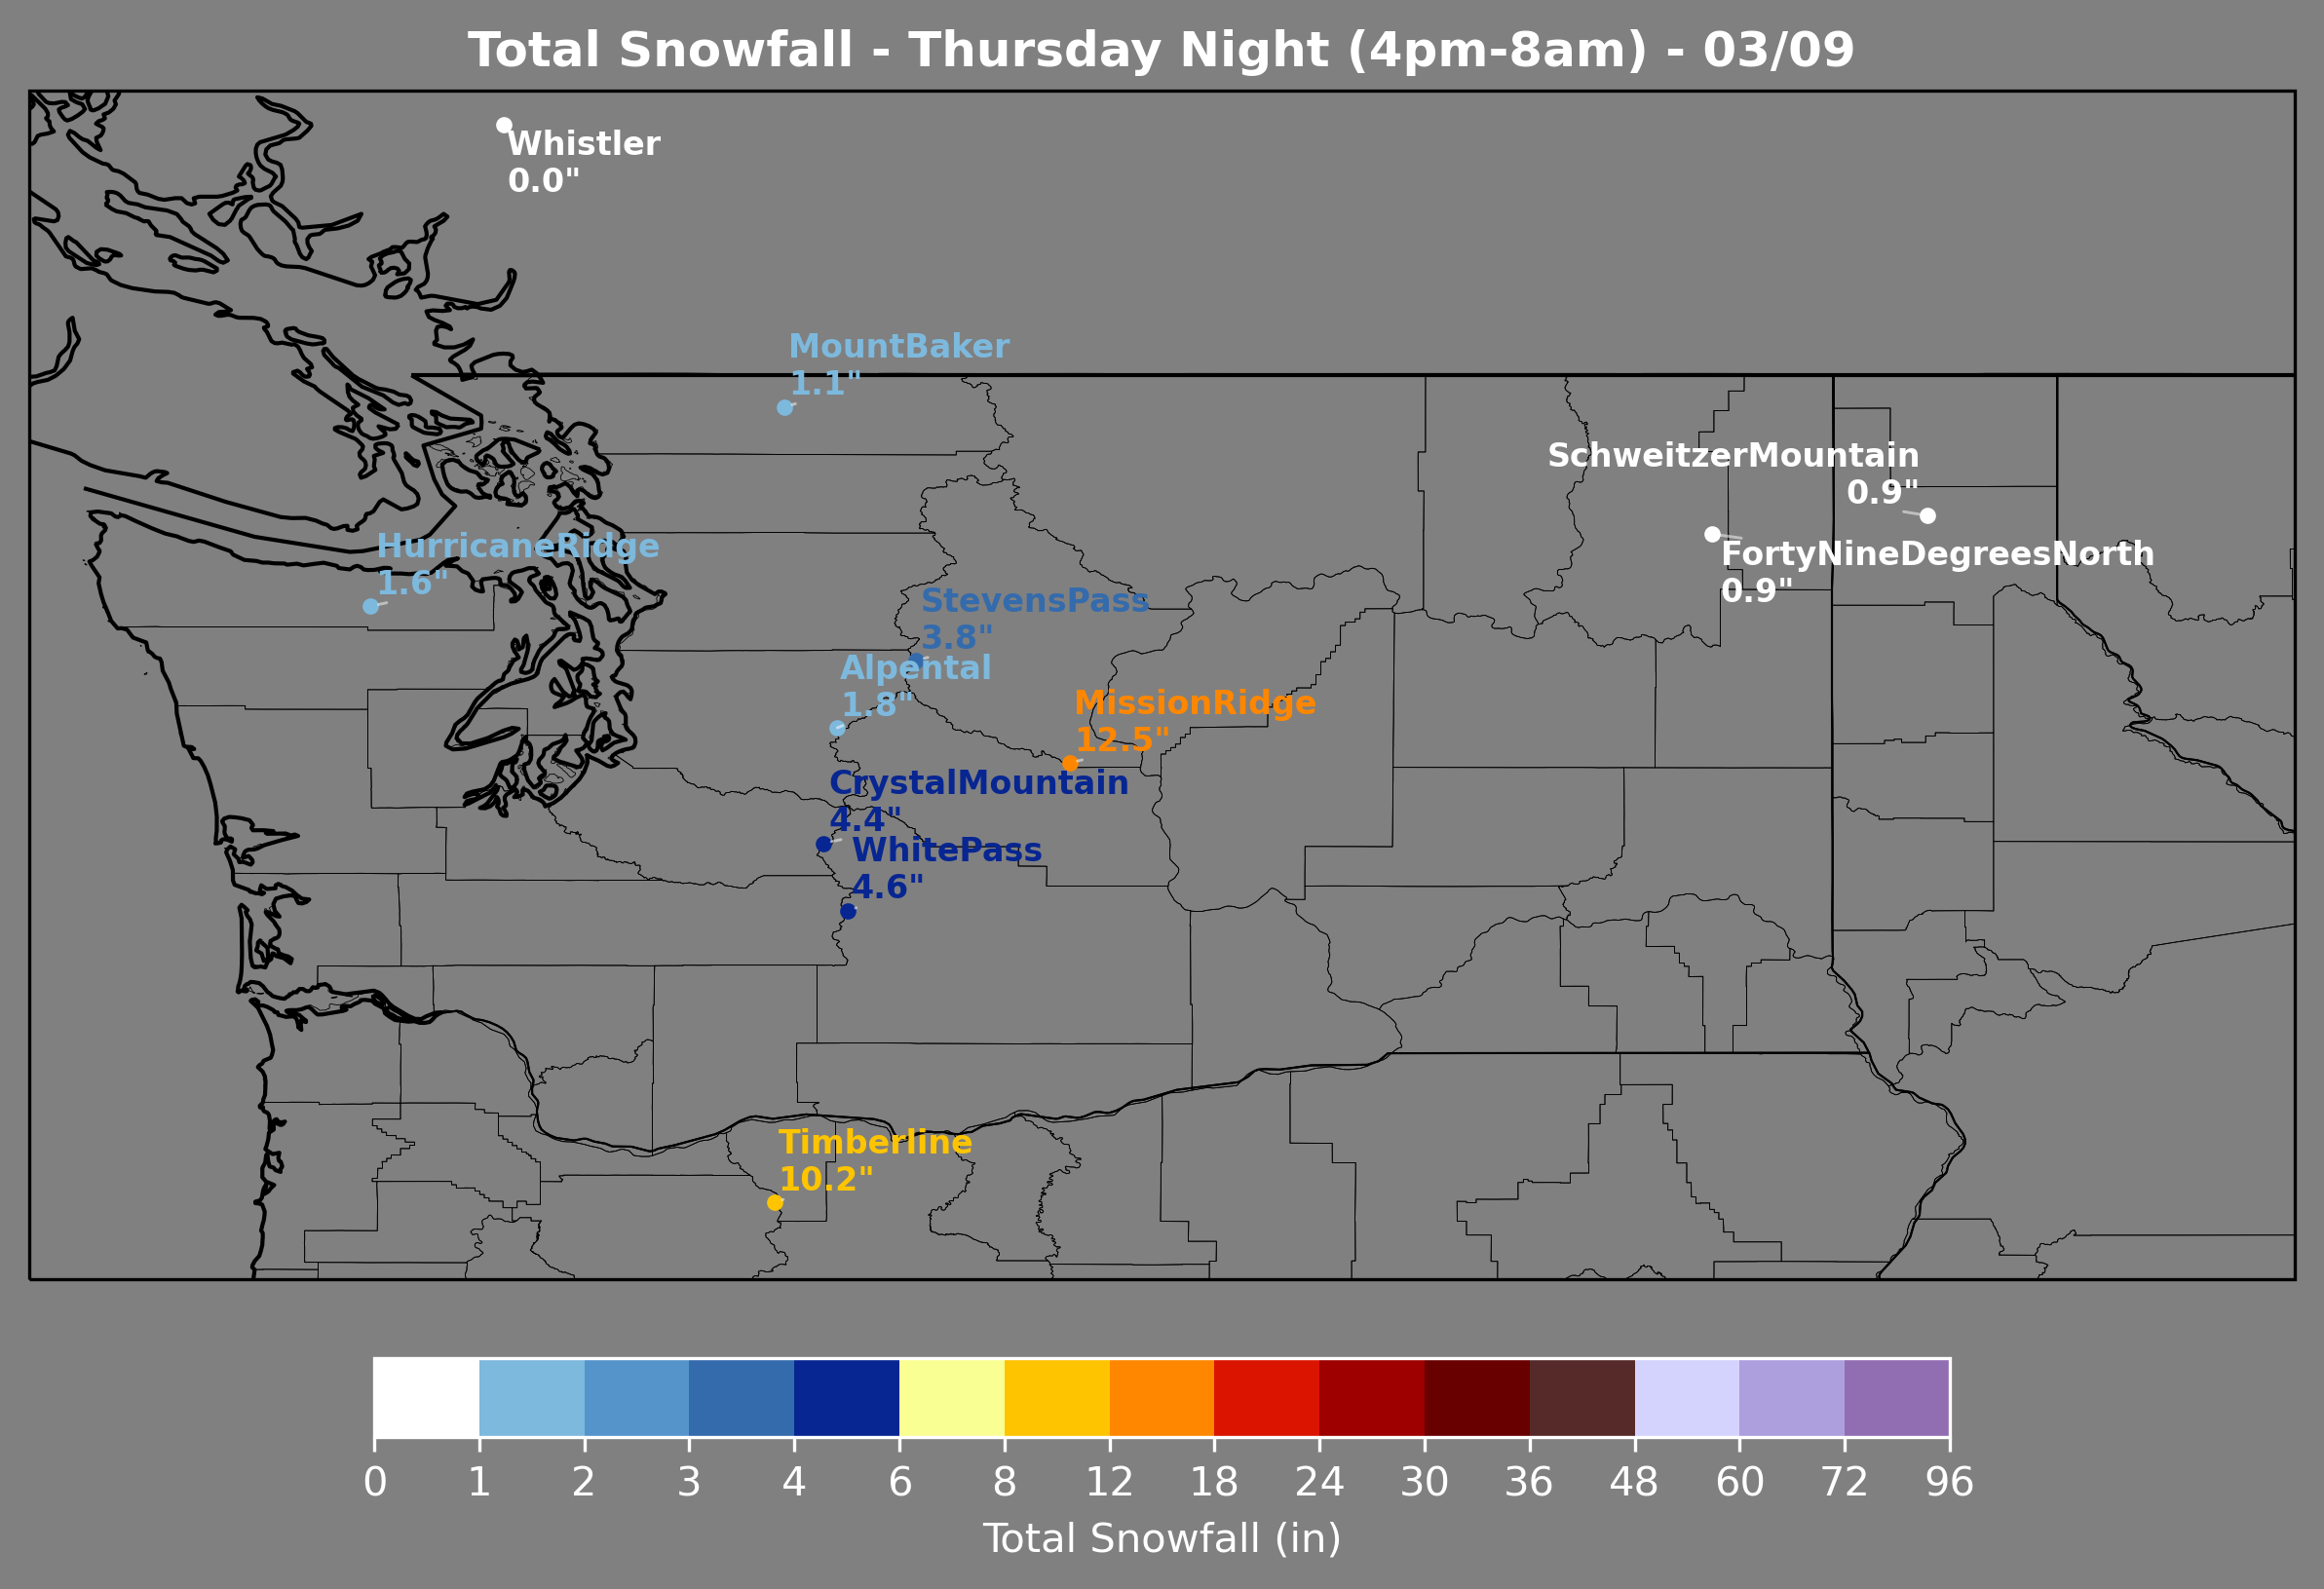 Total Snowfall - Thursday Night (4pm-8am) - 03/09
Whistler
0.0"
MountBaker
1.1"
SchweitzerMountain
0.9"
FortyNineDegreesNorth
0.9"
HurricaneRidge
1.6"
StevensPass
3.8"
Alpental
1.8"
MissionRidge
12.5"
CrystalMountain
4.4"
WhitePass
4.6"
Timberline
10.2"
0 1 2 3 4 6 8 12 18 24 30 36 48 60 72 96
Total Snowfall (in)